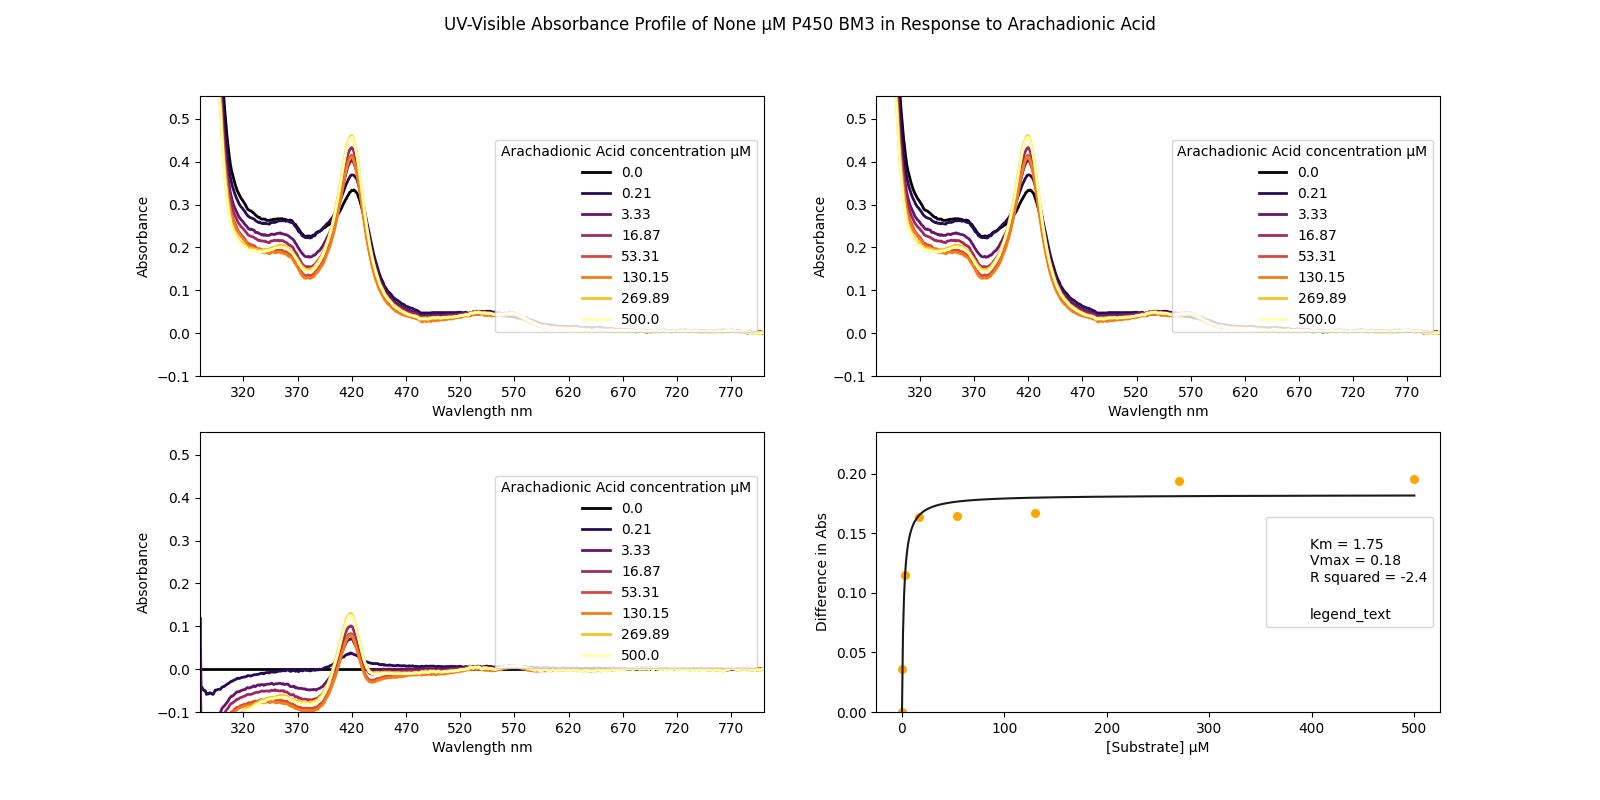 UV-Visible Absorbance Profile of None μM P450 BM3 in Response to Arachadionic Acid
0.5
0.4
0.3
0.2
0.1
0.0
−0.1
Absorbance
Arachadionic Acid concentration μM
0.0
0.21
3.33
16.87
53.31
130.15
269.89
500.0
320 370 420 470 520 570 620 670 720 770
Wavlength nm
0.5
0.4
0.3
0.2
0.1
0.0
−0.1
Absorbance
Arachadionic Acid concentration μM
0.0
0.21
3.33
16.87
53.31
130.15
269.89
500.0
320 370 420 470 520 570 620 670 720 770
Wavlength nm
0.5
0.4
0.3
0.2
0.1
0.0
−0.1
Absorbance
Arachadionic Acid concentration μM
0.0
0.21
3.33
16.87
53.31
130.15
269.89
500.0
320 370 420 470 520 570 620 670 720 770
Wavlength nm
0.20
0.15
0.10
0.05
0.00
Difference in Abs
Km = 1.75
Vmax = 0.18
R squared = -2.4
legend_text
0 100 200 300 400 500
[Substrate] μM